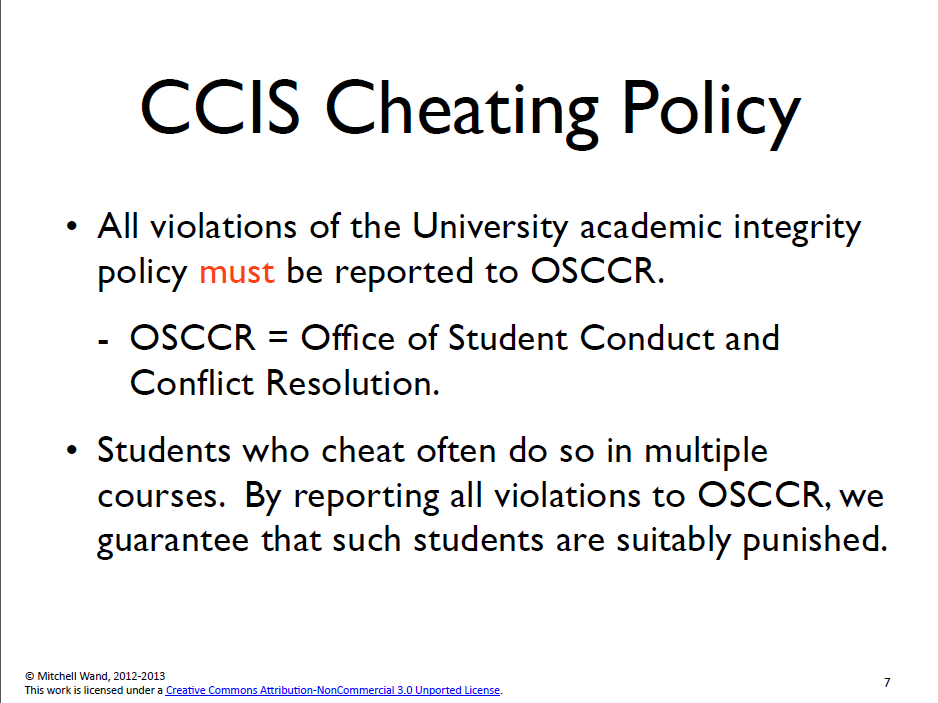 CCIS Cheating Policy
• All violations of the University academic integrity
policy must be reported to OSCCR.
- OSCCR = Office of Student Conduct and
Conflict Resolution.
• Students who cheat often do so in multiple
courses.  By reporting all violations to OSCCR, we
guarantee that such students are suitably punished.
© Mitchell Wand, 2012-2013
This work is licensed under a Creative Commons Attribution-NonCommercial 3.0 Unported License.
7